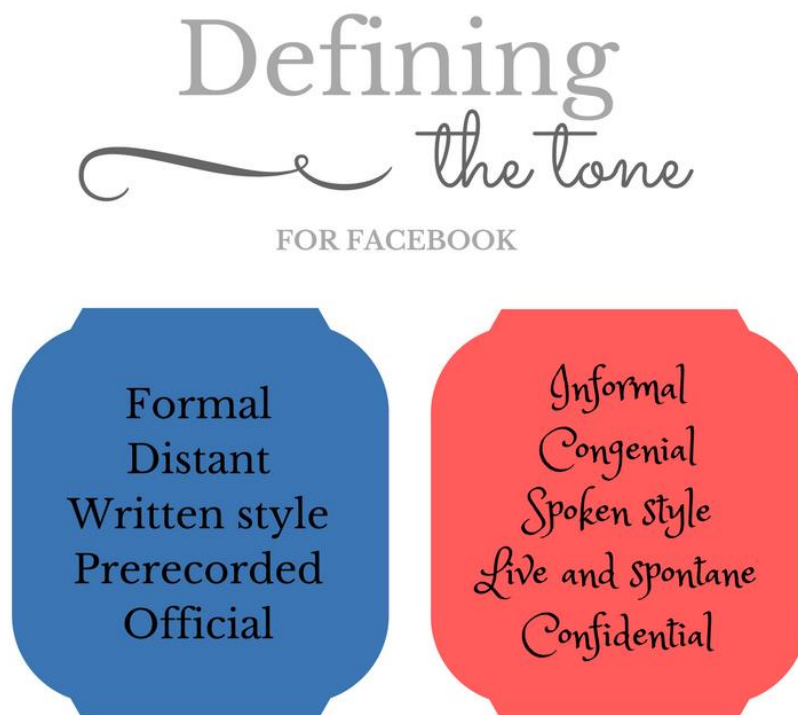 Defining
the tone
FOR FACEBOOK
Formal
Distant
Written style
Prerecorded
Official
Informal
Congenial
Spoken style
Live and spontane
Confidential